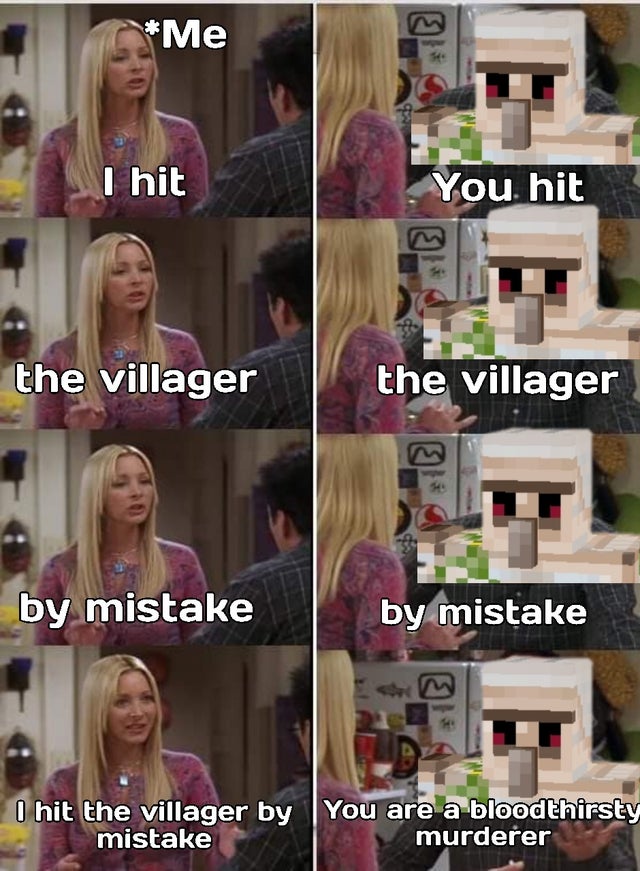 *Me
I hit
You hit
the villager
the villager
by mistake
by mistake
I hit the villager by
mistake
You are a bloodthirsty
murderer